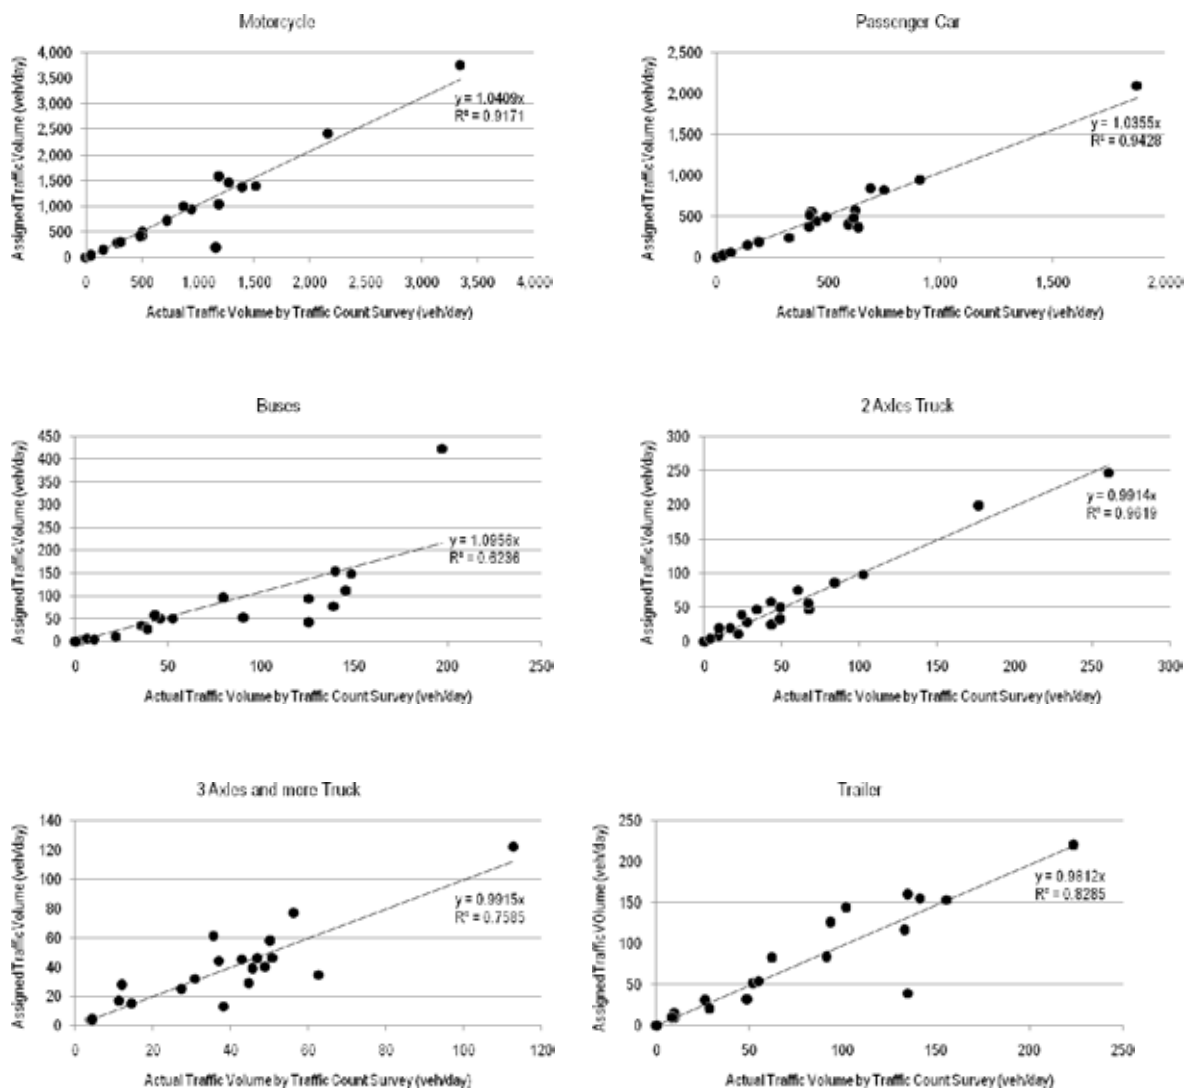 Motorcycle
4,000
3,500
3,000
2,500
2,000
1,500
1,000
500
0
Assigned Traffic Volume (veh/day)
y = 1.0409x
R² = 0.9171
0 500 1,000 1,500 2,000 2,500 3,000 3,500 4,000
Actual Traffic Volume by Traffic Count Survey (veh/day)
Passenger Car
2,500
2,000
1,500
1,000
500
0
Assigned Traffic Volume (veh/day)
y = 1.0355x
R² = 0.9428
0 500 1,000 1,500 2,000
Actual Traffic Volume by Traffic Count Survey (veh/day)
Buses
450
400
350
300
250
200
150
100
50
0
Assigned Traffic Volume (veh/day)
y = 1.0956x
R² = 0.6236
0 50 100 150 200 250
Actual Traffic Volume by Traffic Count Survey (veh/day)
2 Axles Truck
300
250
200
150
100
50
0
Assigned Traffic Volume (veh/day)
y = 0.9914x
R² = 0.9619
0 50 100 150 200 250 300
Actual Traffic Volume by Traffic Count Survey (veh/day)
3 Axles and more Truck
140
120
100
80
60
40
20
0
Assigned Traffic Volume (veh/day)
y = 0.9915x
R² = 0.7585
0 20 40 60 80 100 120
Actual Traffic Volume by Traffic Count Survey (veh/day)
Trailer
250
200
150
100
50
0
Assigned Traffic VOlume (veh/day)
y = 0.9812x
R² = 0.8285
0 50 100 150 200 250
Actual Traffic Volume by Traffic Count Survey (veh/day)